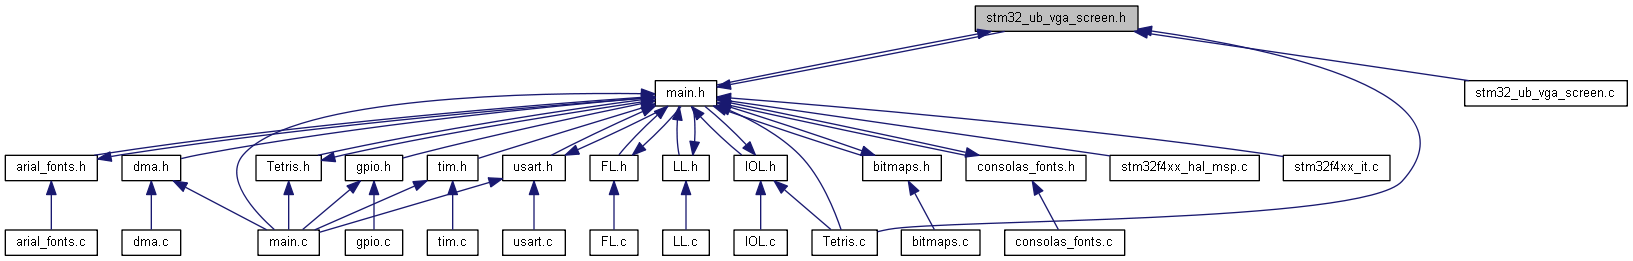 stm32_ub_vga_screen.h
main.h
stm32_ub_vga_screen.c
arial_fonts.h
dma.h
Tetris.h
gpio.h
tim.h
usart.h
FL.h
LL.h
IOL.h
bitmaps.h
consolas_fonts.h
stm32f4xx_hal_msp.c
stm32f4xx_it.c
arial_fonts.c
dma.c
main.c
gpio.c
tim.c
usart.c
FL.c
LL.c
IOL.c
Tetris.c
bitmaps.c
consolas_fonts.c